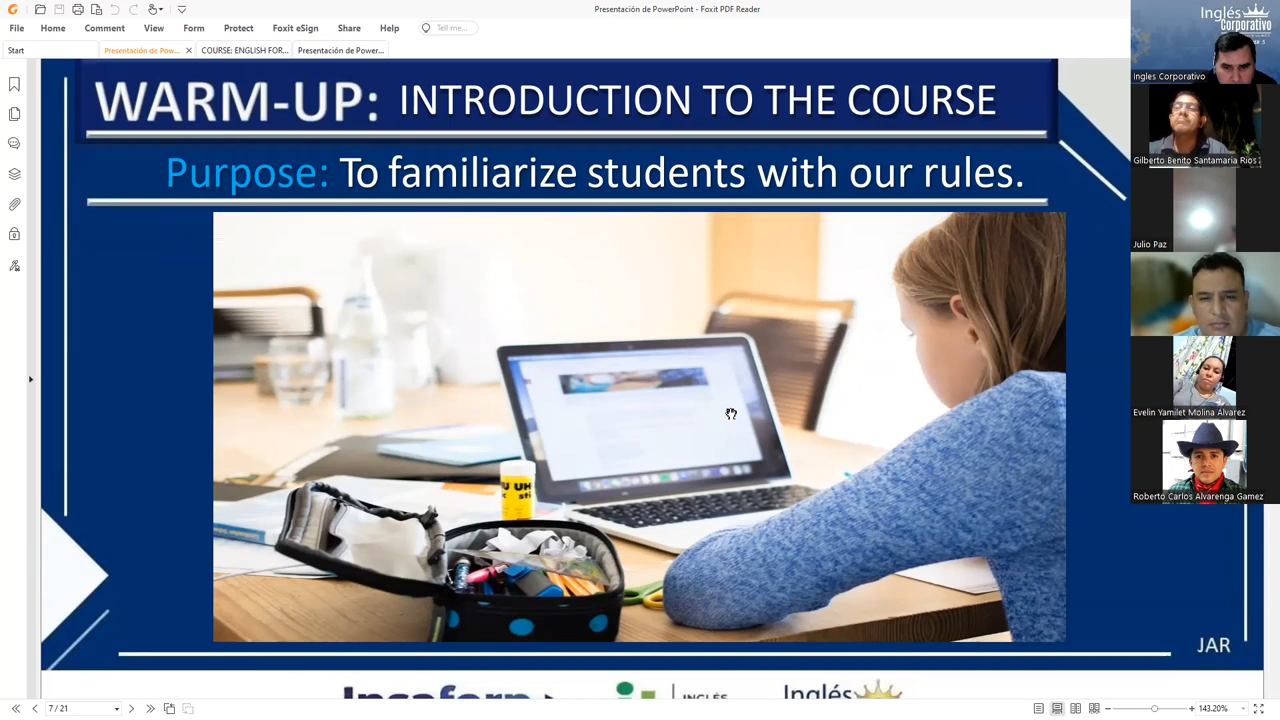 Presentación de PowerPoint - Foxit PDF Reader
File Home Comment View Form Protect Foxit eSign Share Help Tell me...
Start Presentación de Pow... COURSE: ENGLISH FOR... Presentación de Power...
WARM-UP: INTRODUCTION TO THE COURSE
Purpose: To familiarize students with our rules.
UHU
JAR
Insaforp
INGLÉS
Inglés
7 / 21
143.20%
Inglés
Corporativo
Ingles Corporativo
Gilberto Benito Santamaria Rios
Julio Paz
Evelin Yamilet Molina Alvarez
Roberto Carlos Alvarenga Gamez